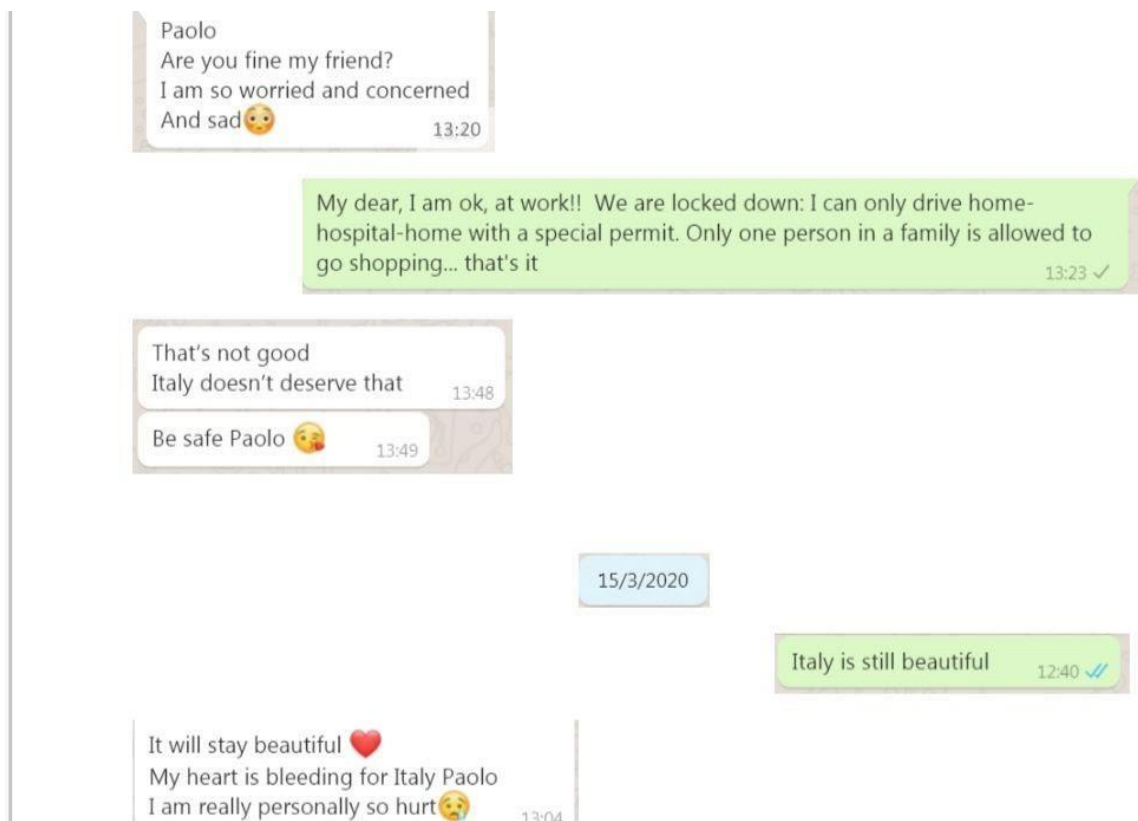 Paolo
Are you fine my friend?
I am so worried and concerned
And sad😳
13:20
My dear, I am ok, at work!! We are locked down: I can only drive home-
hospital-home with a special permit. Only one person in a family is allowed to
go shopping... that's it
13:23
That's not good
Italy doesn't deserve that
13:48
Be safe Paolo 😘
13:49
15/3/2020
Italy is still beautiful
12:40
It will stay beautiful ❤️
My heart is bleeding for Italy Paolo
I am really personally so hurt😢
13:04